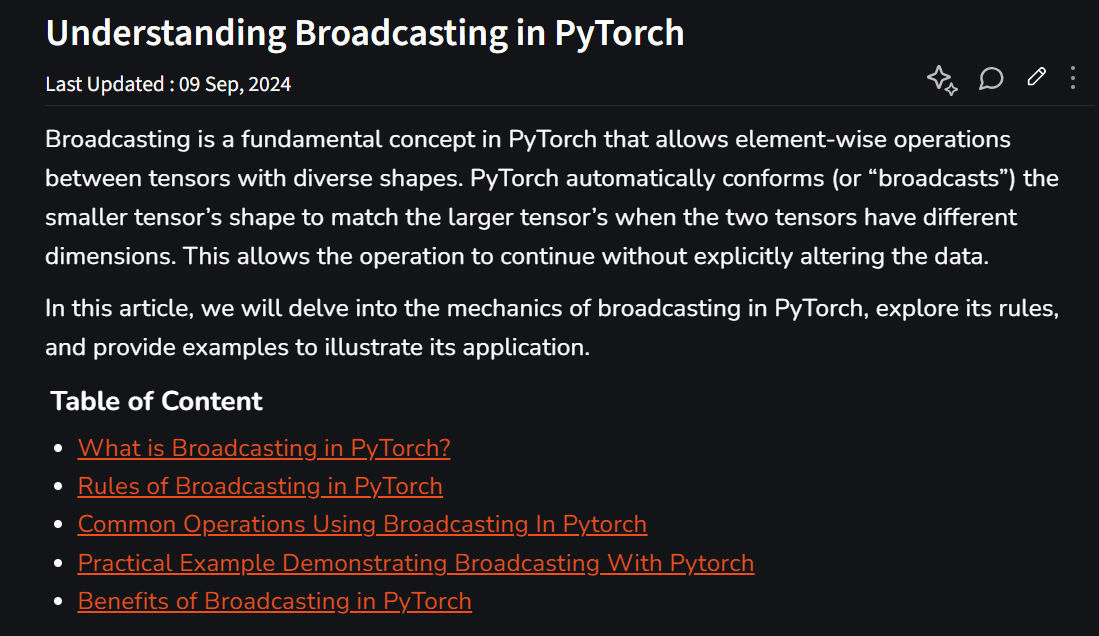 Understanding Broadcasting in PyTorch
Last Updated : 09 Sep, 2024
Broadcasting is a fundamental concept in PyTorch that allows element-wise operations
between tensors with diverse shapes. PyTorch automatically conforms (or “broadcasts”) the
smaller tensor’s shape to match the larger tensor’s when the two tensors have different
dimensions. This allows the operation to continue without explicitly altering the data.
In this article, we will delve into the mechanics of broadcasting in PyTorch, explore its rules,
and provide examples to illustrate its application.
Table of Content
What is Broadcasting in PyTorch?
Rules of Broadcasting in PyTorch
Common Operations Using Broadcasting In Pytorch
Practical Example Demonstrating Broadcasting With Pytorch
Benefits of Broadcasting in PyTorch